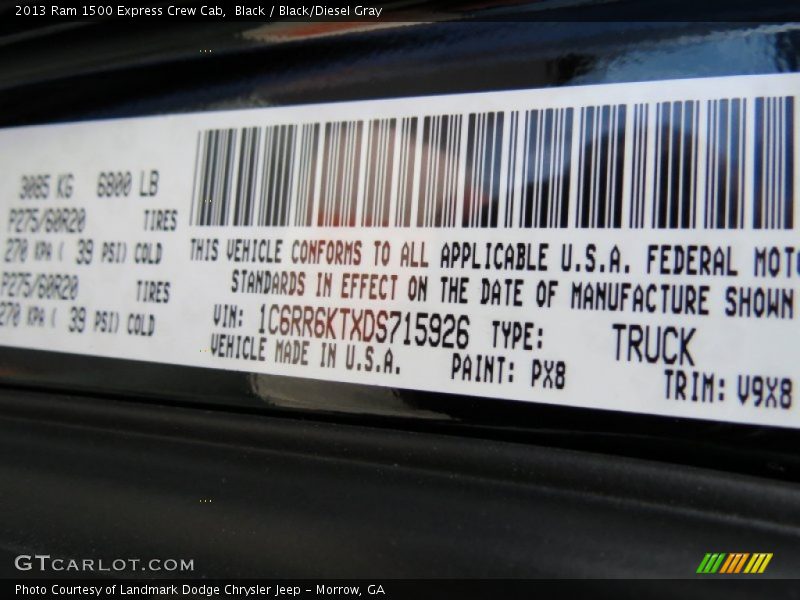 2013 Ram 1500 Express Crew Cab, Black / Black/Diesel Gray
3085 KG 6800 LB
P275/60R20 TIRES
270 KPA ( 39 PSI) COLD
P275/60R20 TIRES
270 KPA ( 39 PSI) COLD
THIS VEHICLE CONFORMS TO ALL APPLICABLE U.S.A. FEDERAL MOTO
STANDARDS IN EFFECT ON THE DATE OF MANUFACTURE SHOWN
VIN: 1C6RR6KTXDS715926 TYPE: TRUCK
VEHICLE MADE IN U.S.A. PAINT: PX8 TRIM: V9X8
GTCARLOT.COM
Photo Courtesy of Landmark Dodge Chrysler Jeep - Morrow, GA